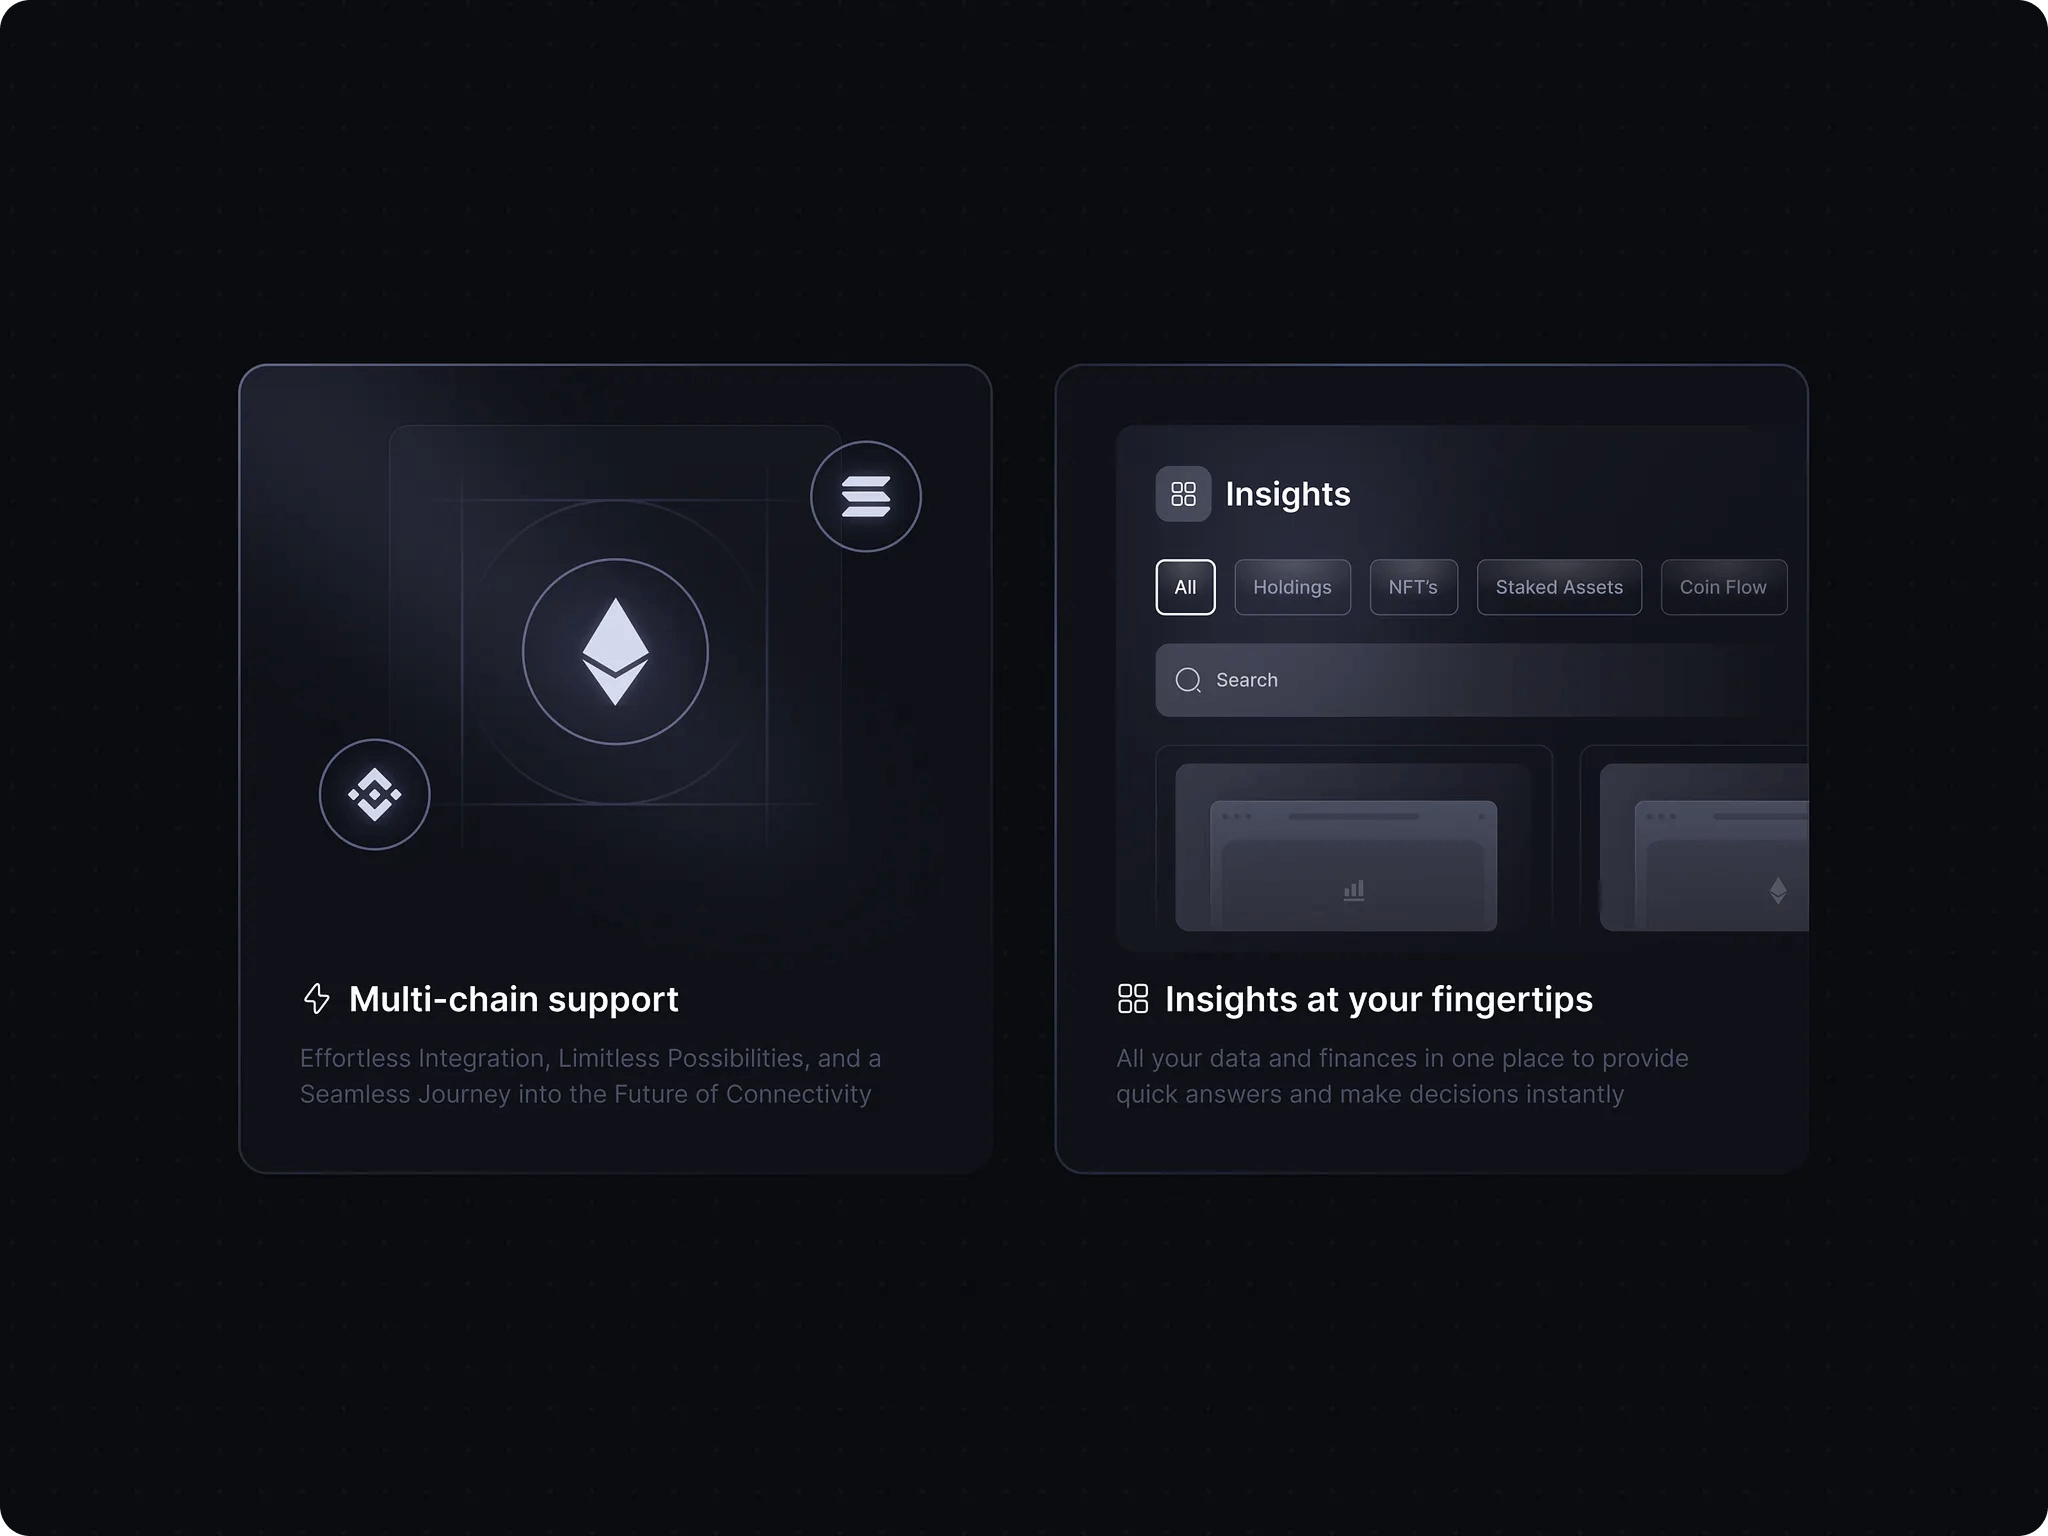 Multi-chain support
Effortless Integration, Limitless Possibilities, and a
Seamless Journey into the Future of Connectivity
Insights
All
Holdings
NFT's
Staked Assets
Coin Flow
Search
Insights at your fingertips
All your data and finances in one place to provide
quick answers and make decisions instantly